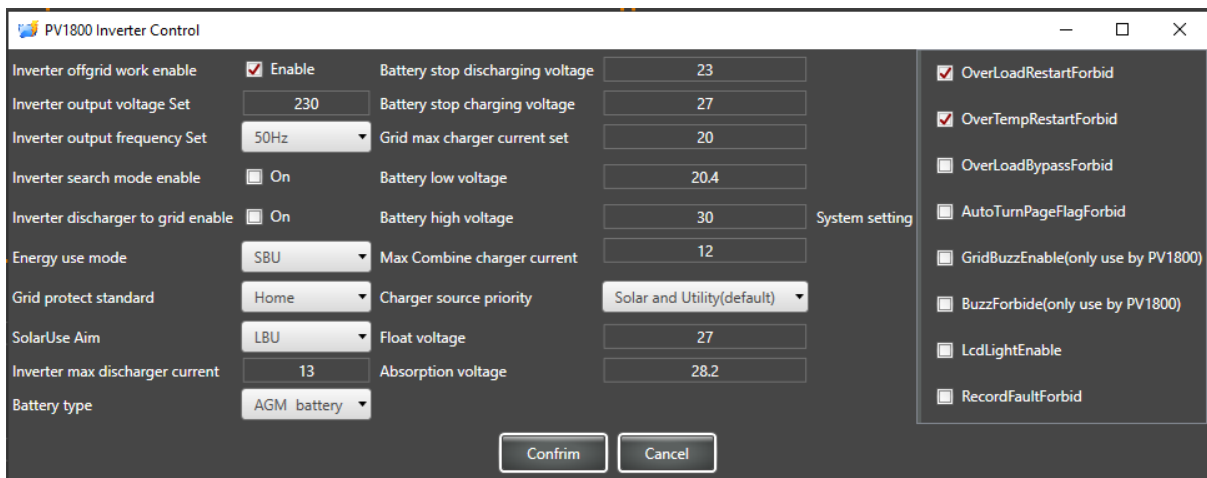 PV1800 Inverter Control
Inverter offgrid work enable Enable Battery stop discharging voltage 23
Inverter output voltage Set 230 Battery stop charging voltage 27
Inverter output frequency Set 50Hz Grid max charger current set 20
Inverter search mode enable On Battery low voltage 20.4
Inverter discharger to grid enable On Battery high voltage 30 System setting
Energy use mode SBU Max Combine charger current 12
Grid protect standard Home Charger source priority Solar and Utility(default)
SolarUse Aim LBU Float voltage 27
Inverter max discharger current 13 Absorption voltage 28.2
Battery type AGM battery
OverLoadRestartForbid
OverTempRestartForbid
OverLoadBypassForbid
AutoTurnPageFlagForbid
GridBuzzEnable(only use by PV1800)
BuzzForbide(only use by PV1800)
LcdLightEnable
RecordFaultForbid
Confrim Cancel